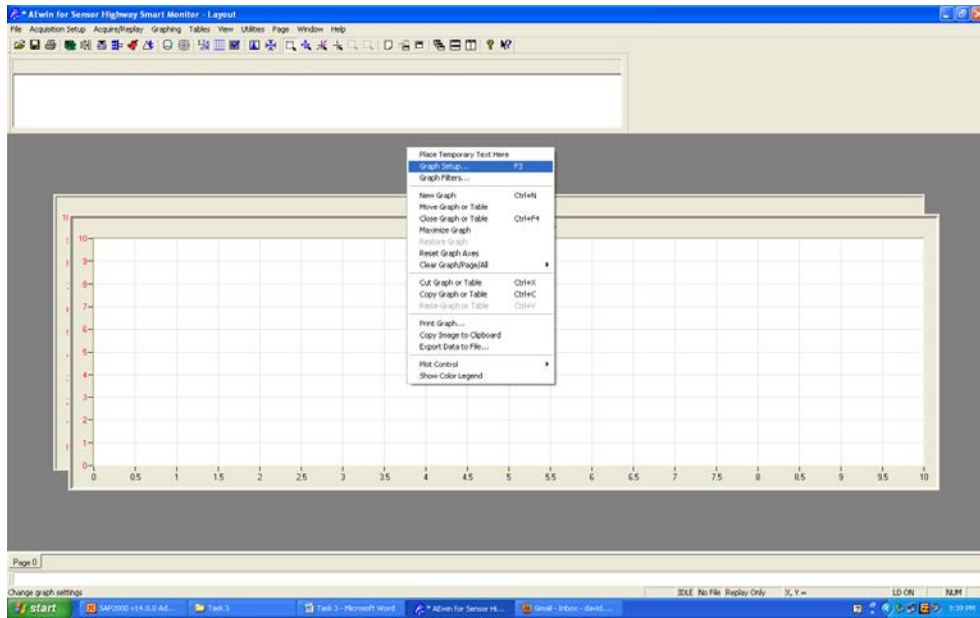 * AEwin for Sensor Highway Smart Monitor - Layout
File Acquisition Setup Acquire/Replay Graphing Tables View Utilities Page Window Help
Place Temporary Text Here
Graph Setup... F3
Graph Filters...
New Graph Ctrl+N
Move Graph or Table
Close Graph or Table Ctrl+F4
Maximize Graph
Restore Graph
Reset Graph Axes
Clear Graph/Page/All
Cut Graph or Table Ctrl+X
Copy Graph or Table Ctrl+C
Paste Graph or Table Ctrl+V
Print Graph...
Copy Image to Clipboard
Export Data to File...
Plot Control
Show Color Legend
10
10
9
8
7
6
5
4
3
2
1
0
0 0.5 1 1.5 2 2.5 3 3.5 4 4.5 5 5.5 6 6.5 7 7.5 8 8.5 9 9.5 10
Page 0
Change graph settings IDLE No File Replay Only X, Y = LD ON NUM
start SAP2000 v14.0.0 Ad... Task 3 Task 3 - Microsoft Word * AEwin for Sensor Hi... Gmail - Inbox - david.... 3:39 PM